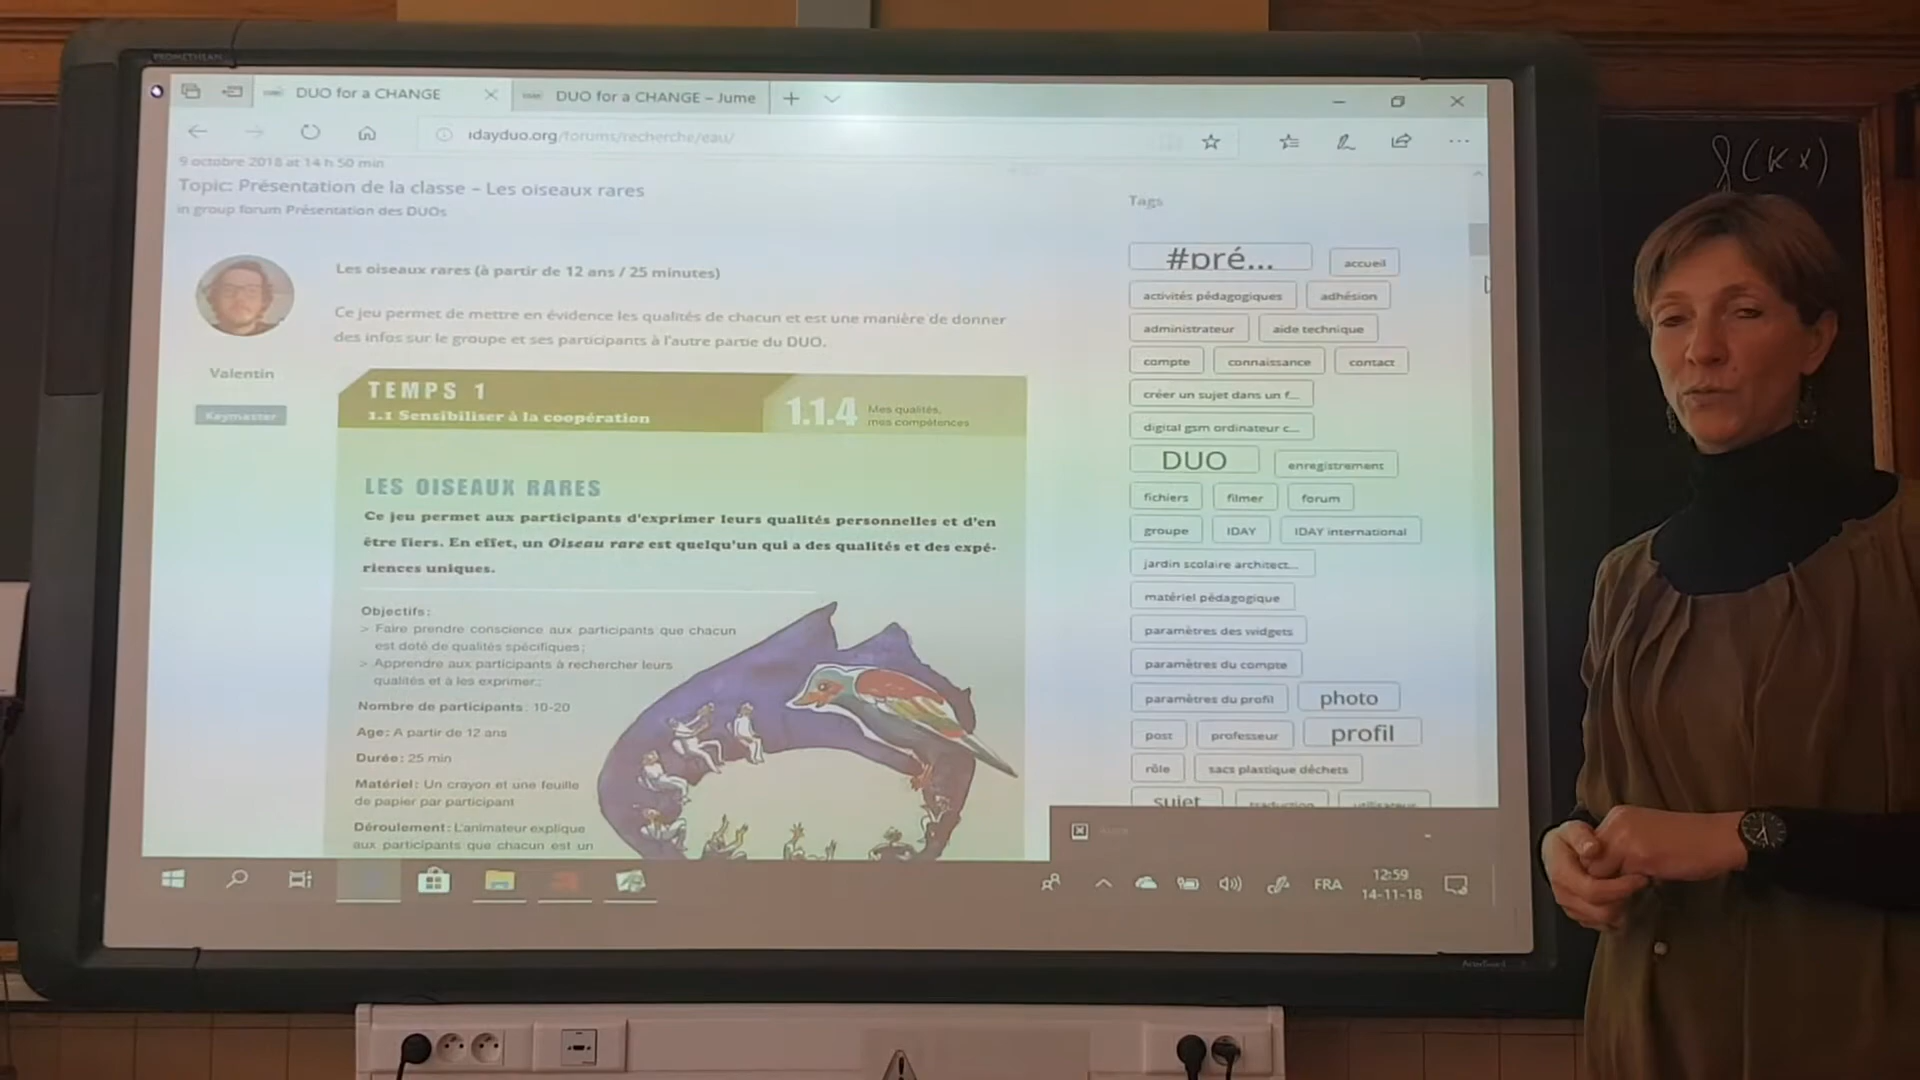 PROMETHEAN
DUO for a CHANGE
DUO for a CHANGE – Jume
idayduo.org/forums/recherche/eau/
9 octobre 2018 at 14 h 50 min
Topic: Présentation de la classe – Les oiseaux rares
in group forum Présentation des DUOs
Valentin
Keymaster
Les oiseaux rares (à partir de 12 ans / 25 minutes)
Ce jeu permet de mettre en évidence les qualités de chacun et est une manière de donner
des infos sur le groupe et ses participants à l'autre partie du DUO.
TEMPS 1
1.1 Sensibiliser à la coopération
1.1.4
Mes qualités,
mes compétences
LES OISEAUX RARES
Ce jeu permet aux participants d'exprimer leurs qualités personnelles et d'en
être fiers. En effet, un Oiseau rare est quelqu'un qui a des qualités et des expé-
riences uniques.
Objectifs:
> Faire prendre conscience aux participants que chacun
est doté de qualités spécifiques;
> Apprendre aux participants à rechercher leurs
qualités et à les exprimer;
Nombre de participants: 10-20
Age: A partir de 12 ans
Durée: 25 min
Matériel: Un crayon et une feuille
de papier par participant
Déroulement: L'animateur explique
aux participants que chacun est un
Tags
#pré... accueil
activités pédagogiques adhésion
administrateur aide technique
compte connaissance contact
créer un sujet dans un f...
digital gsm ordinateur c...
DUO enregistrement
fichiers filmer forum
groupe IDAY IDAY international
jardin scolaire architect...
matériel pédagogique
paramètres des widgets
paramètres du compte
paramètres du profil photo
post professeur profil
rôle sacs plastique déchets
sujet traduction utilisateur
FRA
12:59
14-11-18